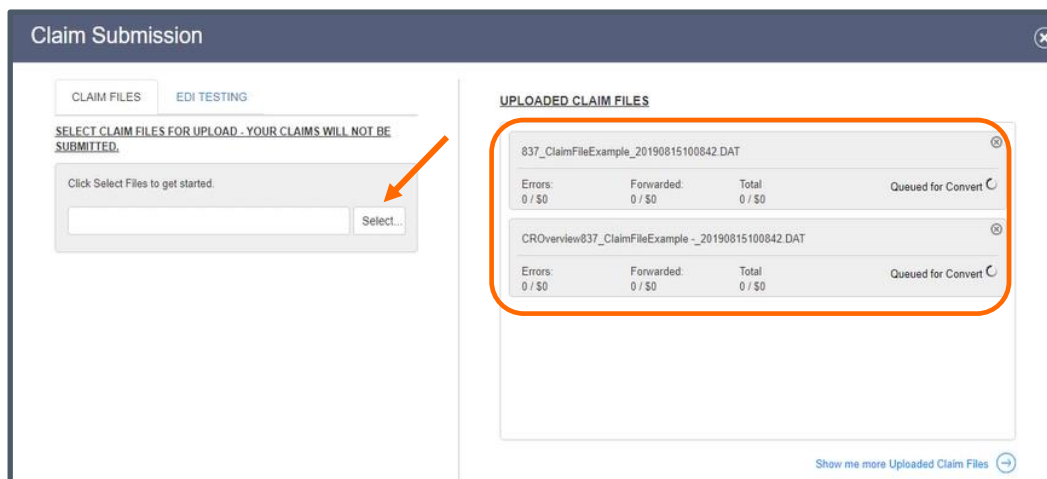 Claim Submission
CLAIM FILES
EDI TESTING
SELECT CLAIM FILES FOR UPLOAD - YOUR CLAIMS WILL NOT BE
SUBMITTED.
Click Select Files to get started.
Select...
UPLOADED CLAIM FILES
837_ClaimFileExample_20190815100842.DAT
Errors: Forwarded: Total
0 / $0 0 / $0 0 / $0 Queued for Convert
CROverview837_ClaimFileExample -_20190815100842.DAT
Errors: Forwarded: Total
0 / $0 0 / $0 0 / $0 Queued for Convert
Show me more Uploaded Claim Files